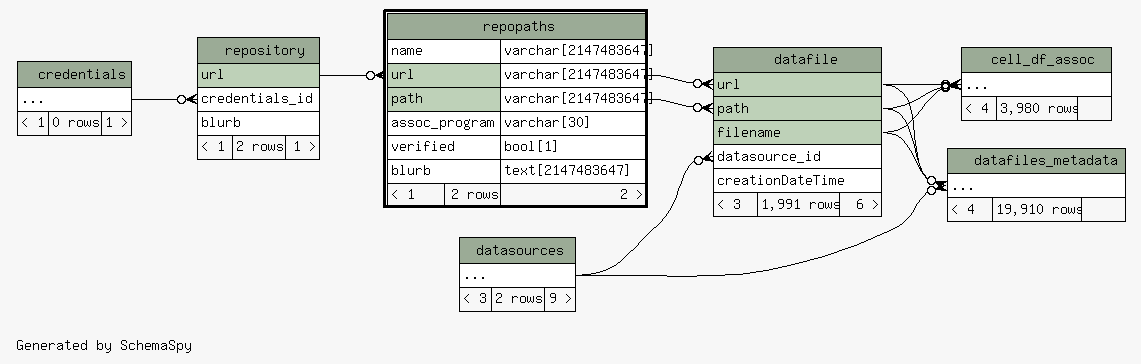 credentials
...
< 1 0 rows 1 >
repository
url
credentials_id
blurb
< 1 2 rows 1 >
repopaths
name varchar[2147483647]
url varchar[2147483647]
path varchar[2147483647]
assoc_program varchar[30]
verified bool[1]
blurb text[2147483647]
< 1 2 rows 2 >
datafile
url
path
filename
datasource_id
creationDateTime
< 3 1,991 rows 6 >
cell_df_assoc
...
< 4 3,980 rows
datafiles_metadata
...
< 4 19,910 rows
datasources
...
< 3 2 rows 9 >
Generated by SchemaSpy